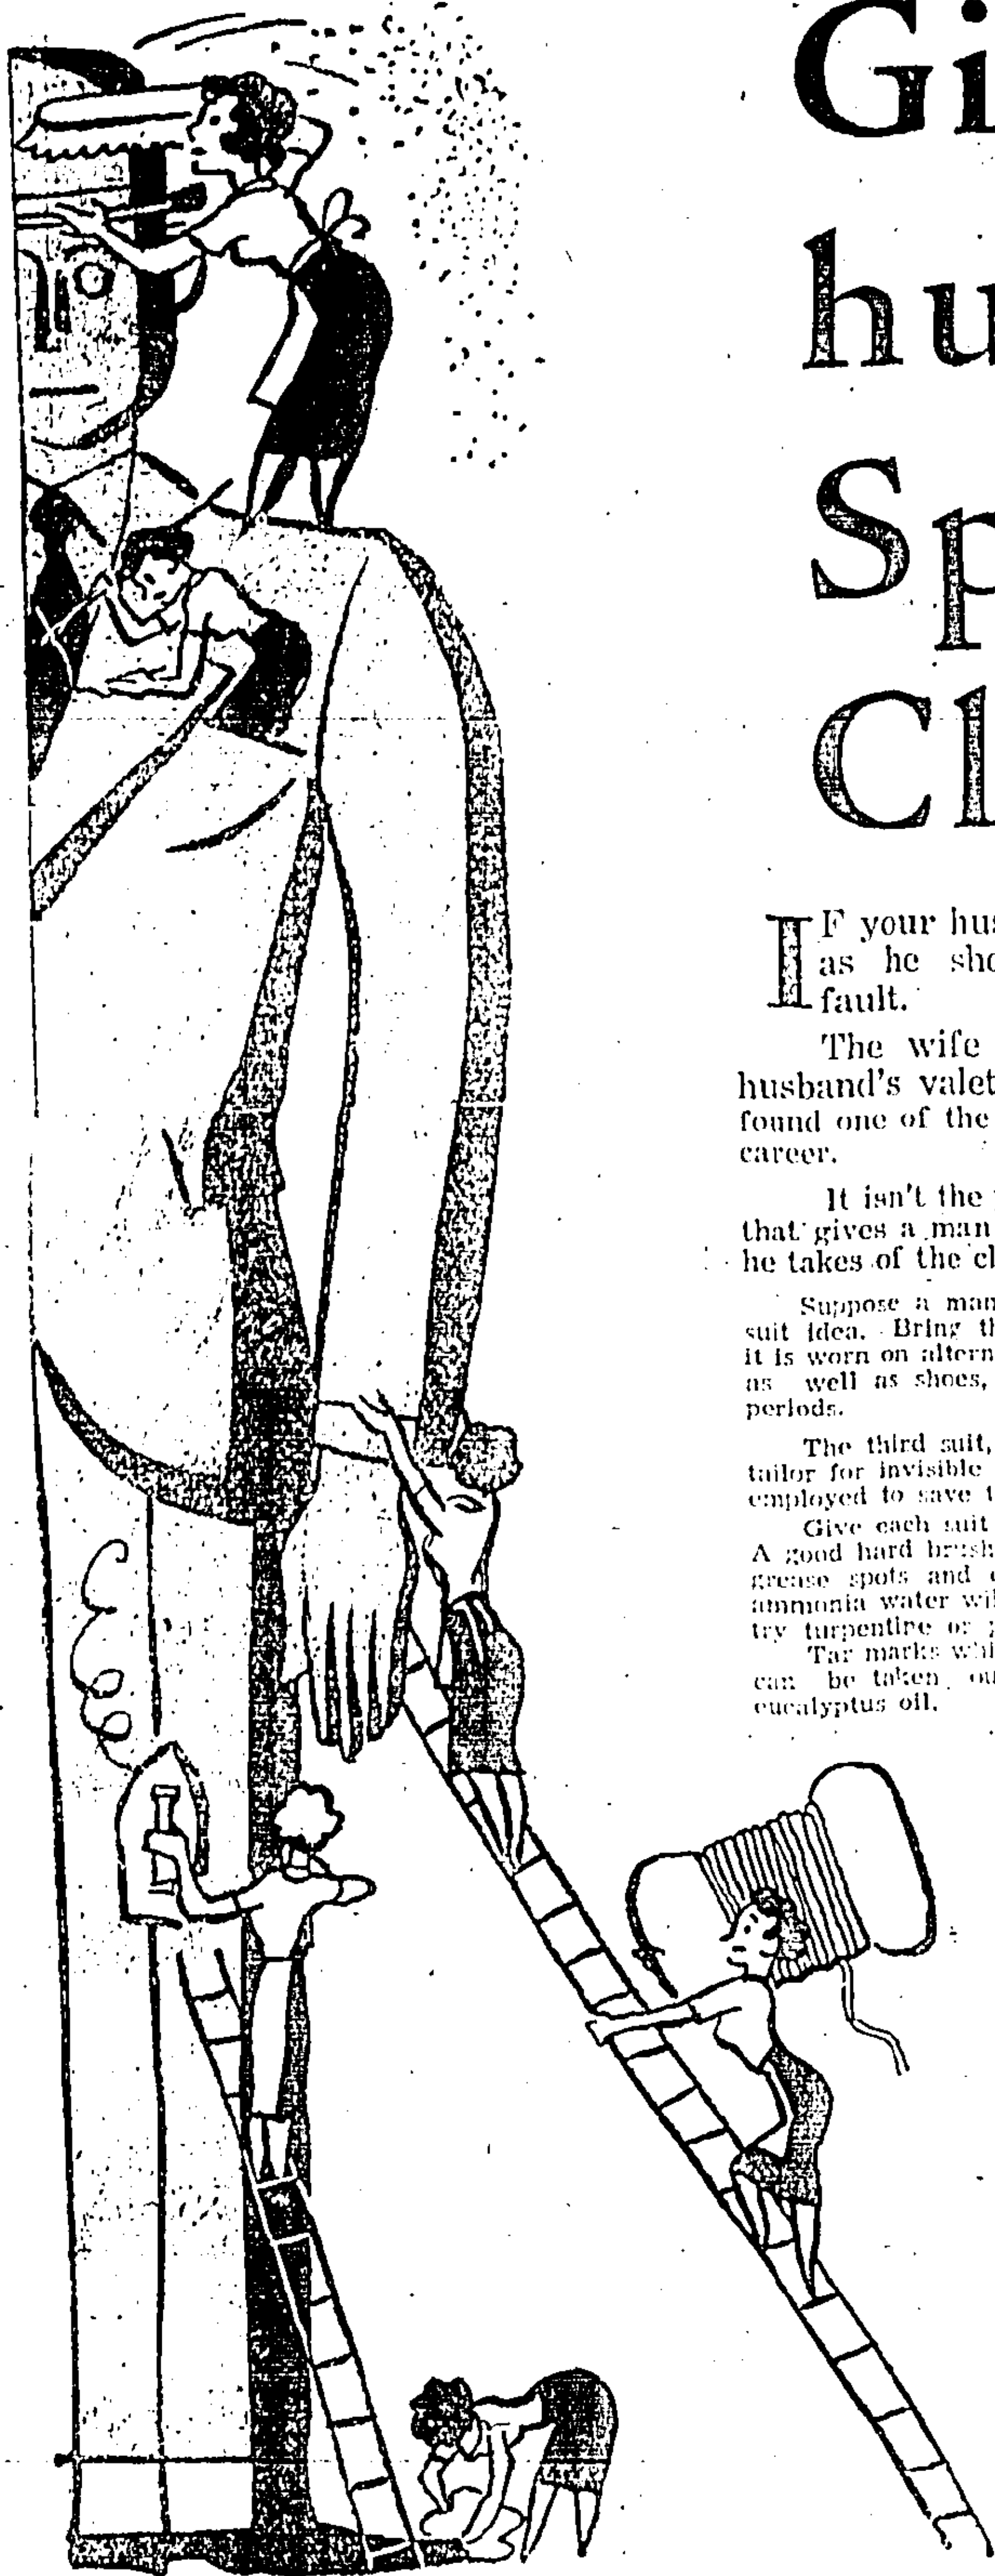 Gi
hu
Sp
Cl
IF your hus
as he sho
fault.
The wife
husband's valet
found one of the
career.
It isn't the
that gives a man
he takes of the cl
Suppose a man
suit idea. Bring th
it is worn on altern
as well as shoes,
periods.
The third suit,
tailor for invisible
employed to save t
Give each suit
A good hard brush
grease spots and
ammonia water wil
try turpentine or
Tar marks whi
can be taken ou
eucalyptus oil.